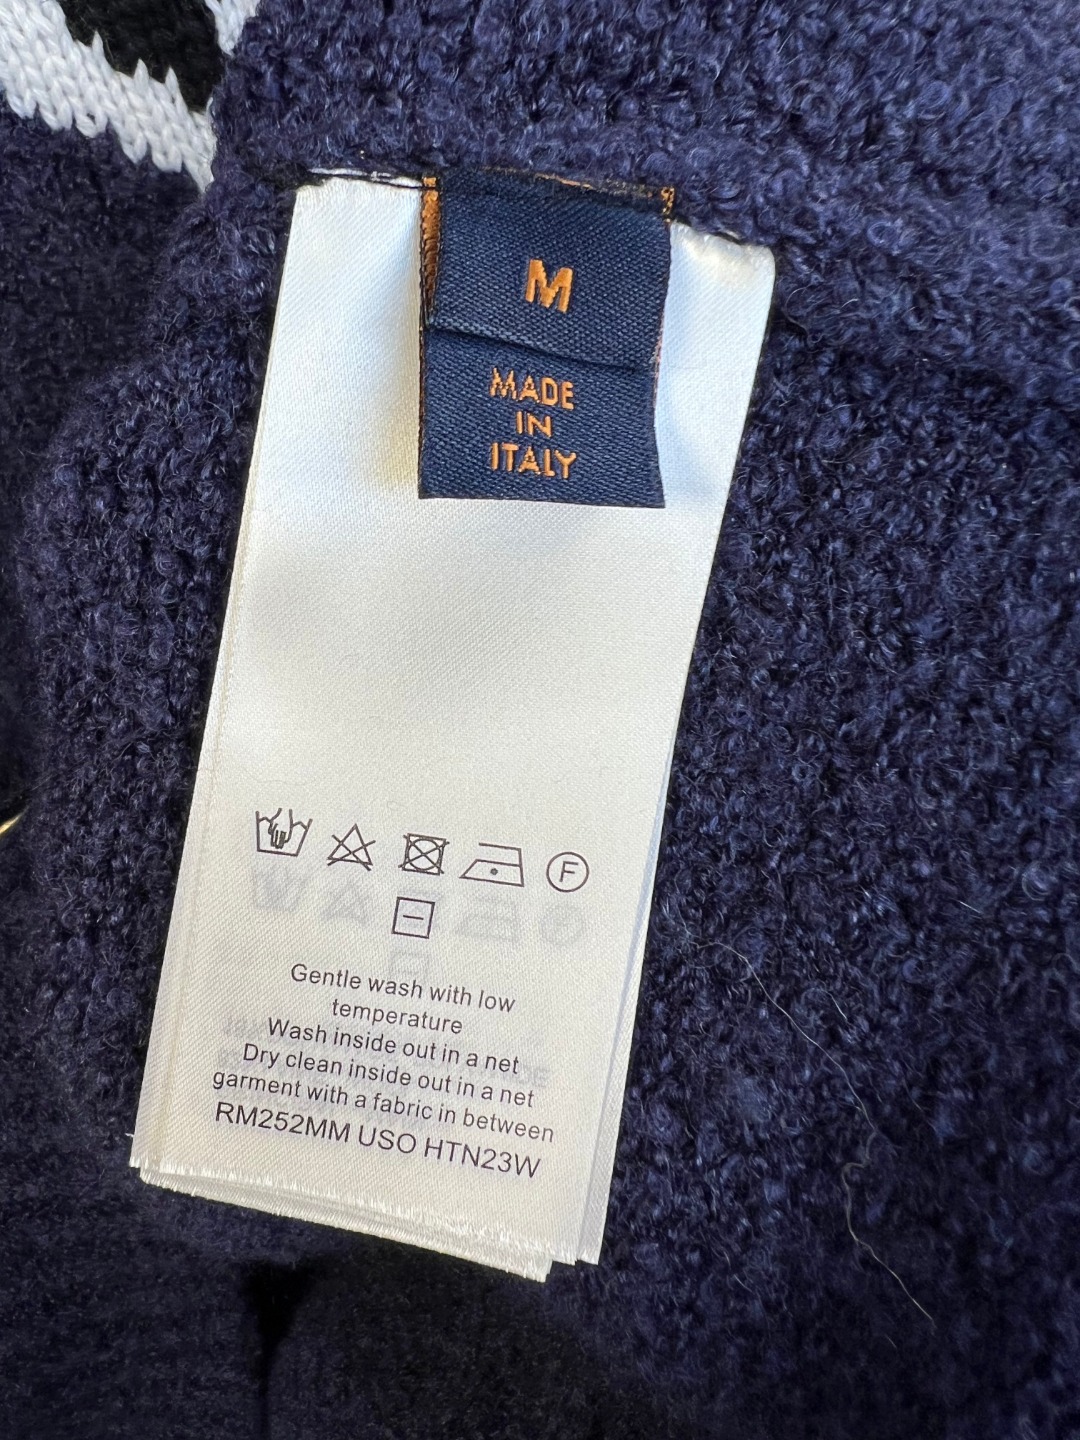 M
MADE
IN
ITALY
F
Gentle wash with low
temperature
Wash inside out in a net
Dry clean inside out in a net
garment with a fabric in between
RM252MM USO HTN23W